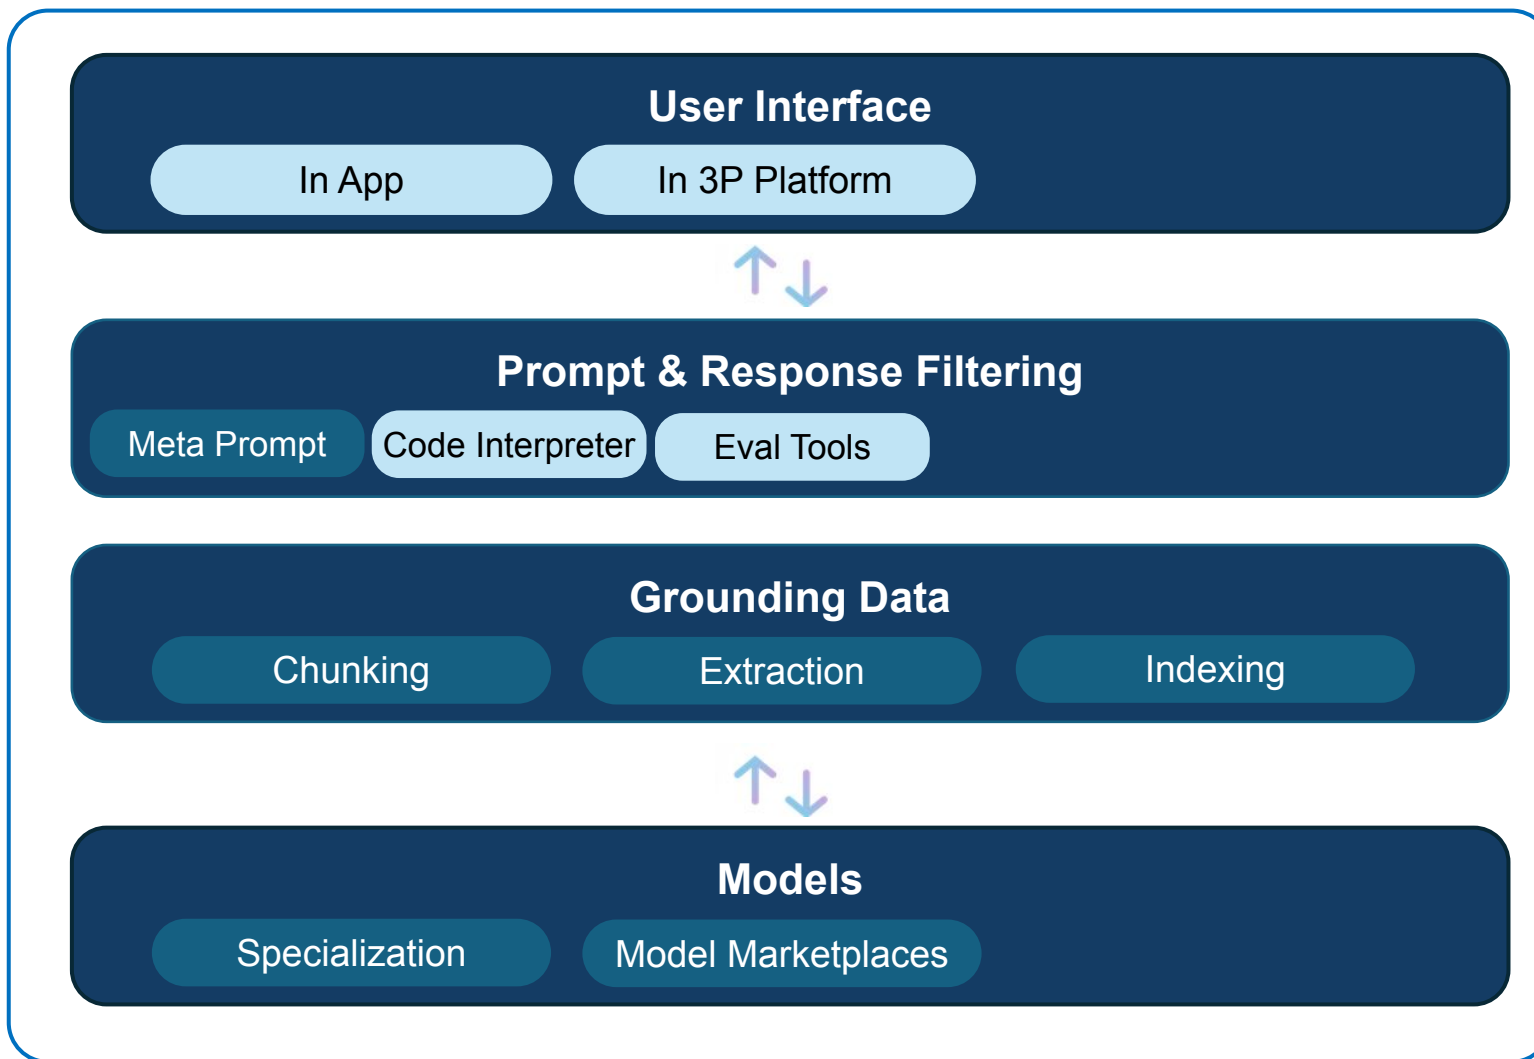 User Interface
In App
In 3P Platform
Prompt & Response Filtering
Meta Prompt
Code Interpreter
Eval Tools
Grounding Data
Chunking
Extraction
Indexing
Models
Specialization
Model Marketplaces